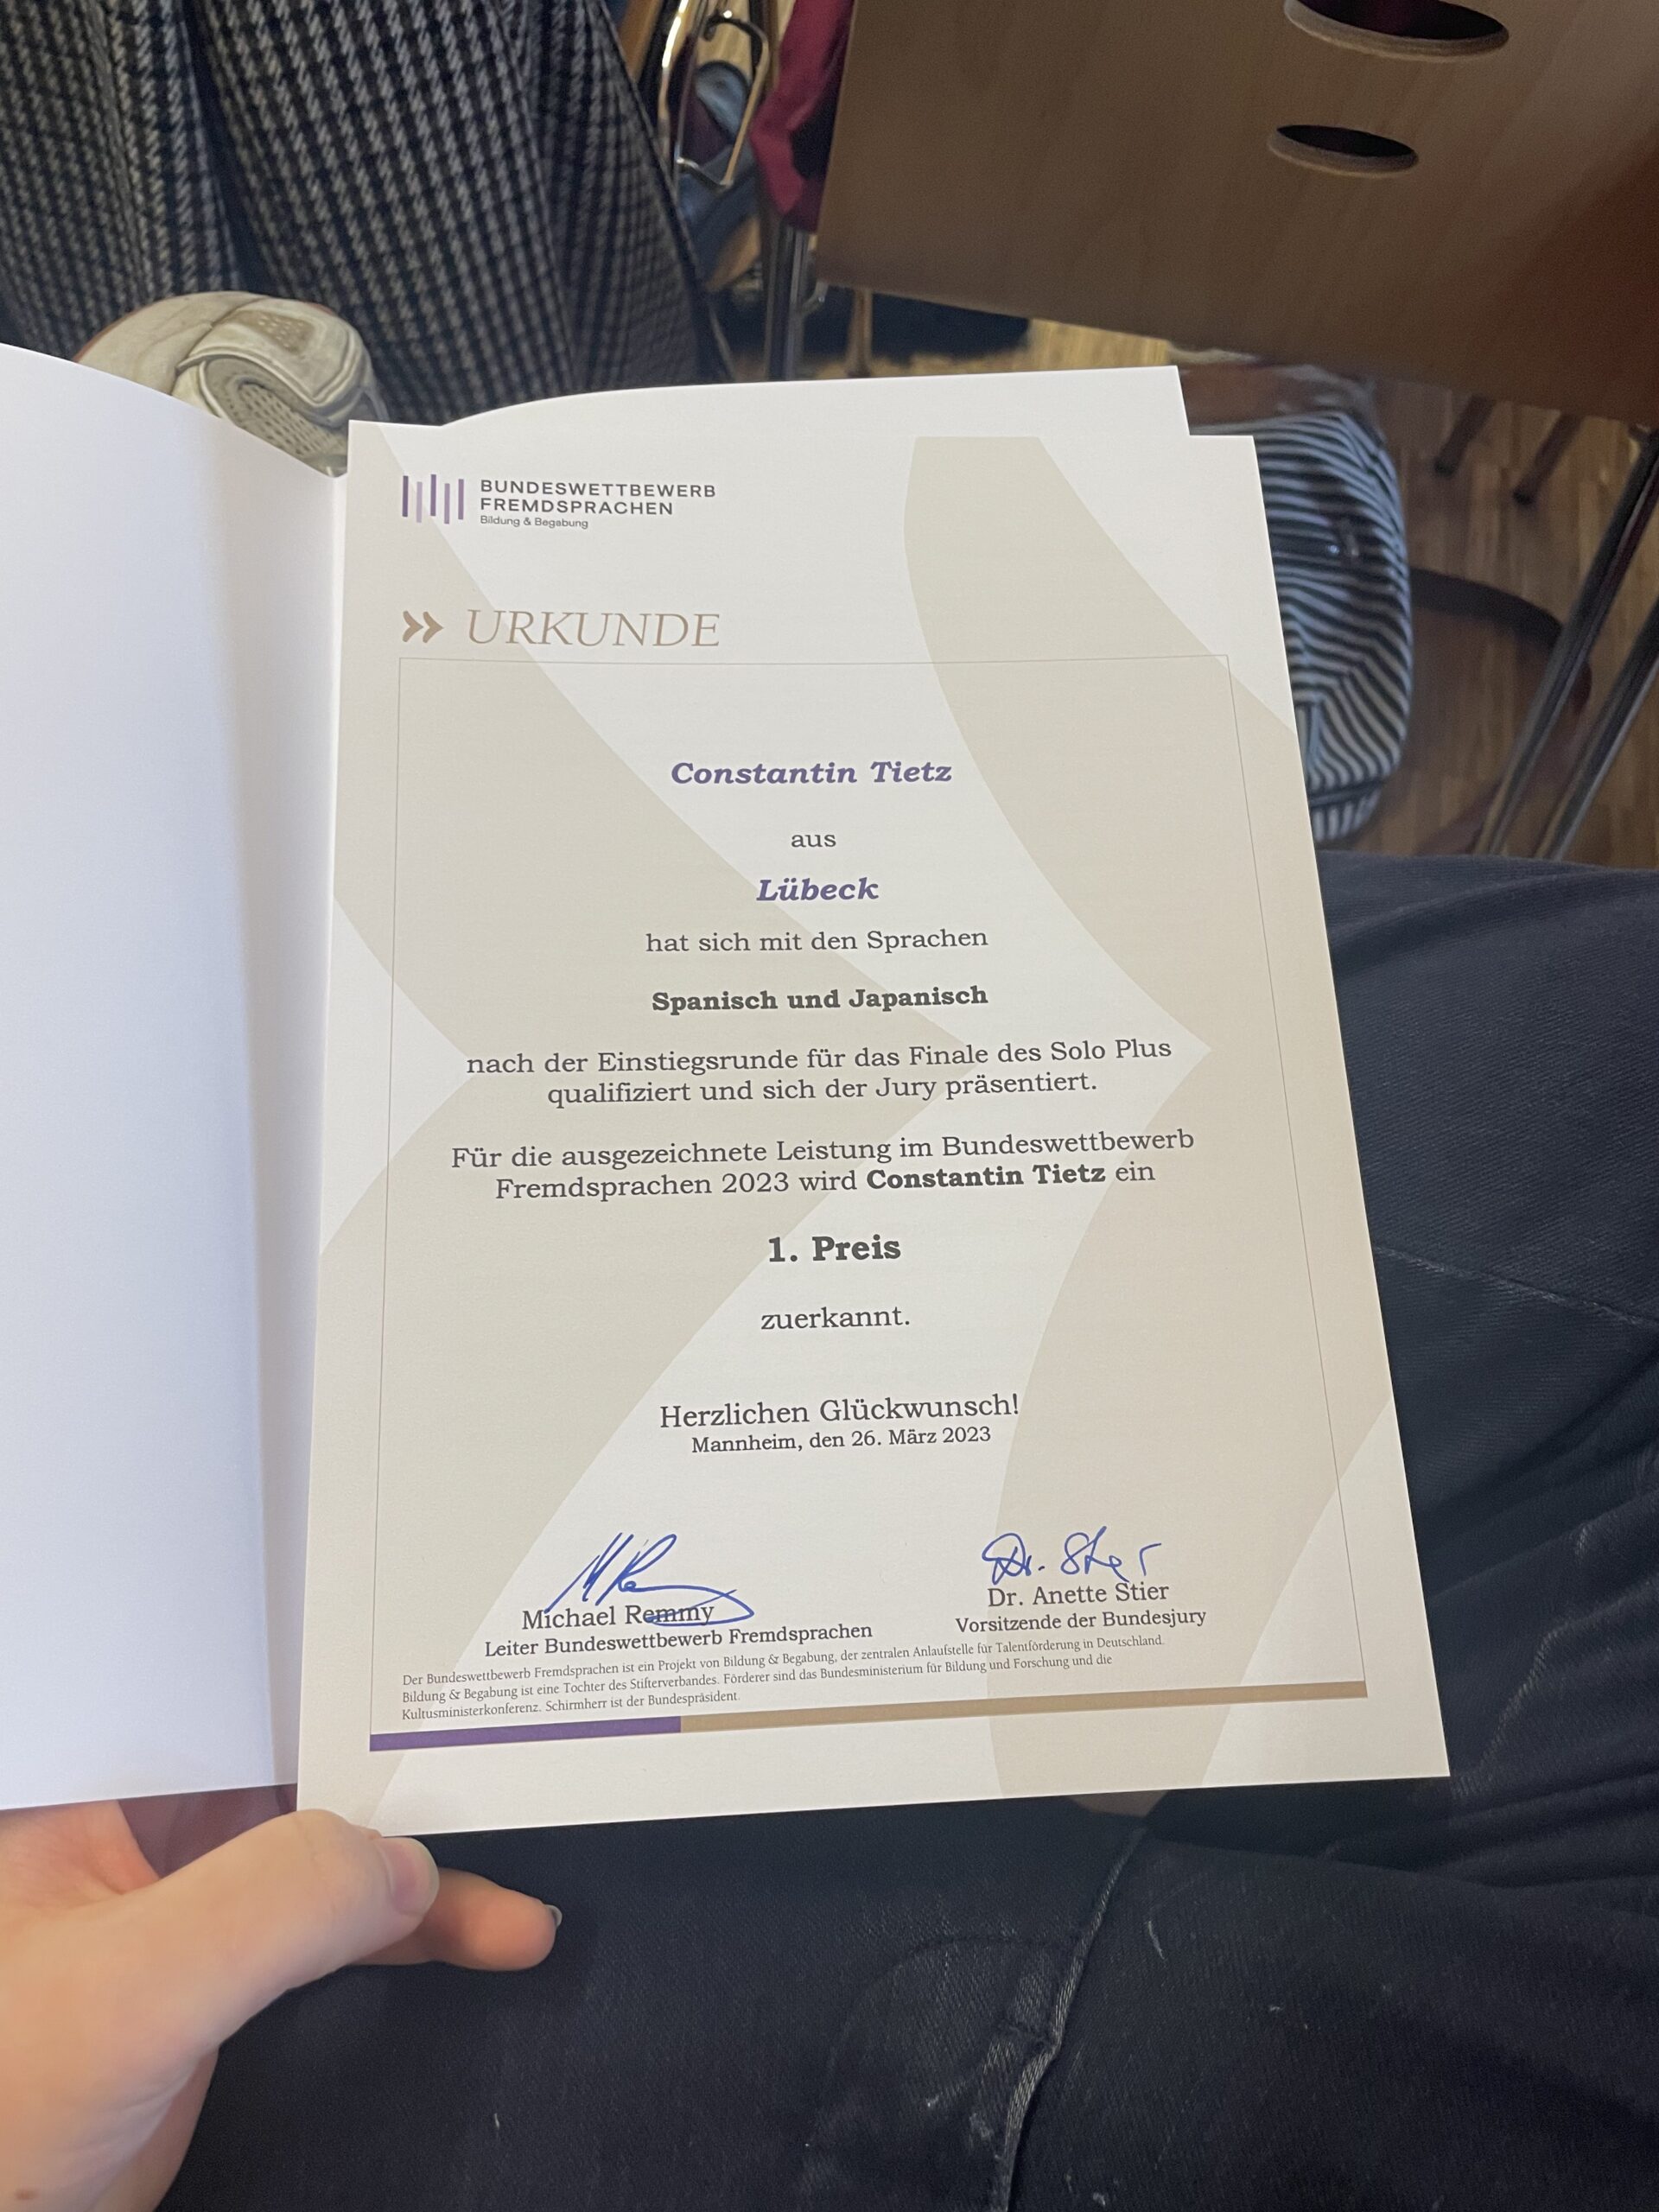 BUNDESWETTBEWERB
FREMDSPRACHEN
Bildung & Begabung
URKUNDE
Constantin Tietz
aus
Lübeck
hat sich mit den Sprachen
Spanisch und Japanisch
nach der Einstiegsrunde für das Finale des Solo Plus
qualifiziert und sich der Jury präsentiert.
Für die ausgezeichnete Leistung im Bundeswettbewerb
Fremdsprachen 2023 wird Constantin Tietz ein
1. Preis
zuerkannt.
Herzlichen Glückwunsch!
Mannheim, den 26. März 2023
Dr. Stier
Michael Remmy
Leiter Bundeswettbewerb Fremdsprachen
Dr. Anette Stier
Vorsitzende der Bundesjury
Der Bundeswettbewerb Fremdsprachen ist ein Projekt von Bildung & Begabung, der zentralen Anlaufstelle für Talentförderung in Deutschland.
Bildung & Begabung ist eine Tochter des Stifterverbandes. Förderer sind das Bundesministerium für Bildung und Forschung und die
Kultusministerkonferenz. Schirmherr ist der Bundespräsident.